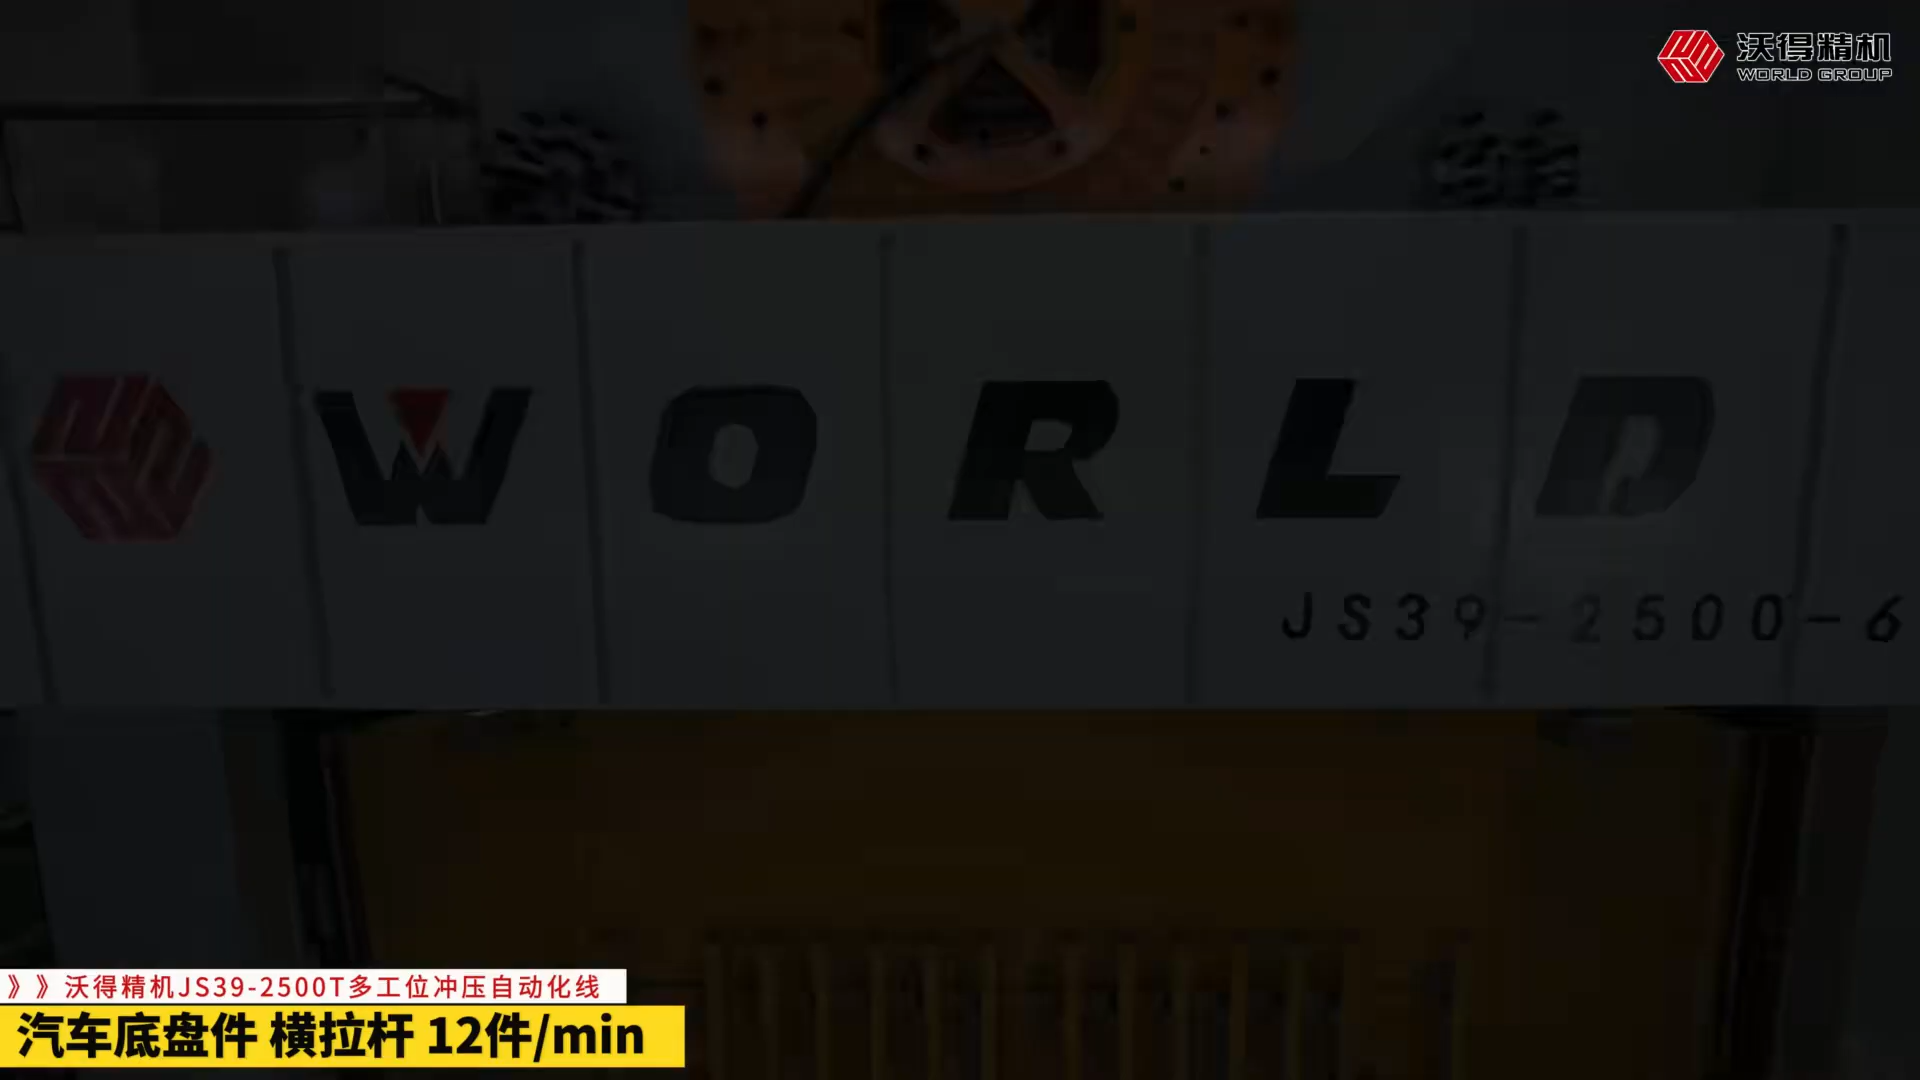 沃得精机
WORLD GROUP
WORLD
JS39-2500-6
》》沃得精机JS39-2500T多工位冲压自动化线
汽车底盘件 横拉杆 12件/min